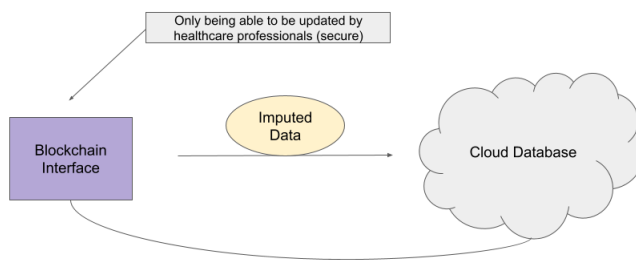 Only being able to be updated by
healthcare professionals (secure)
Imputed
Data
Blockchain
Interface
Cloud Database